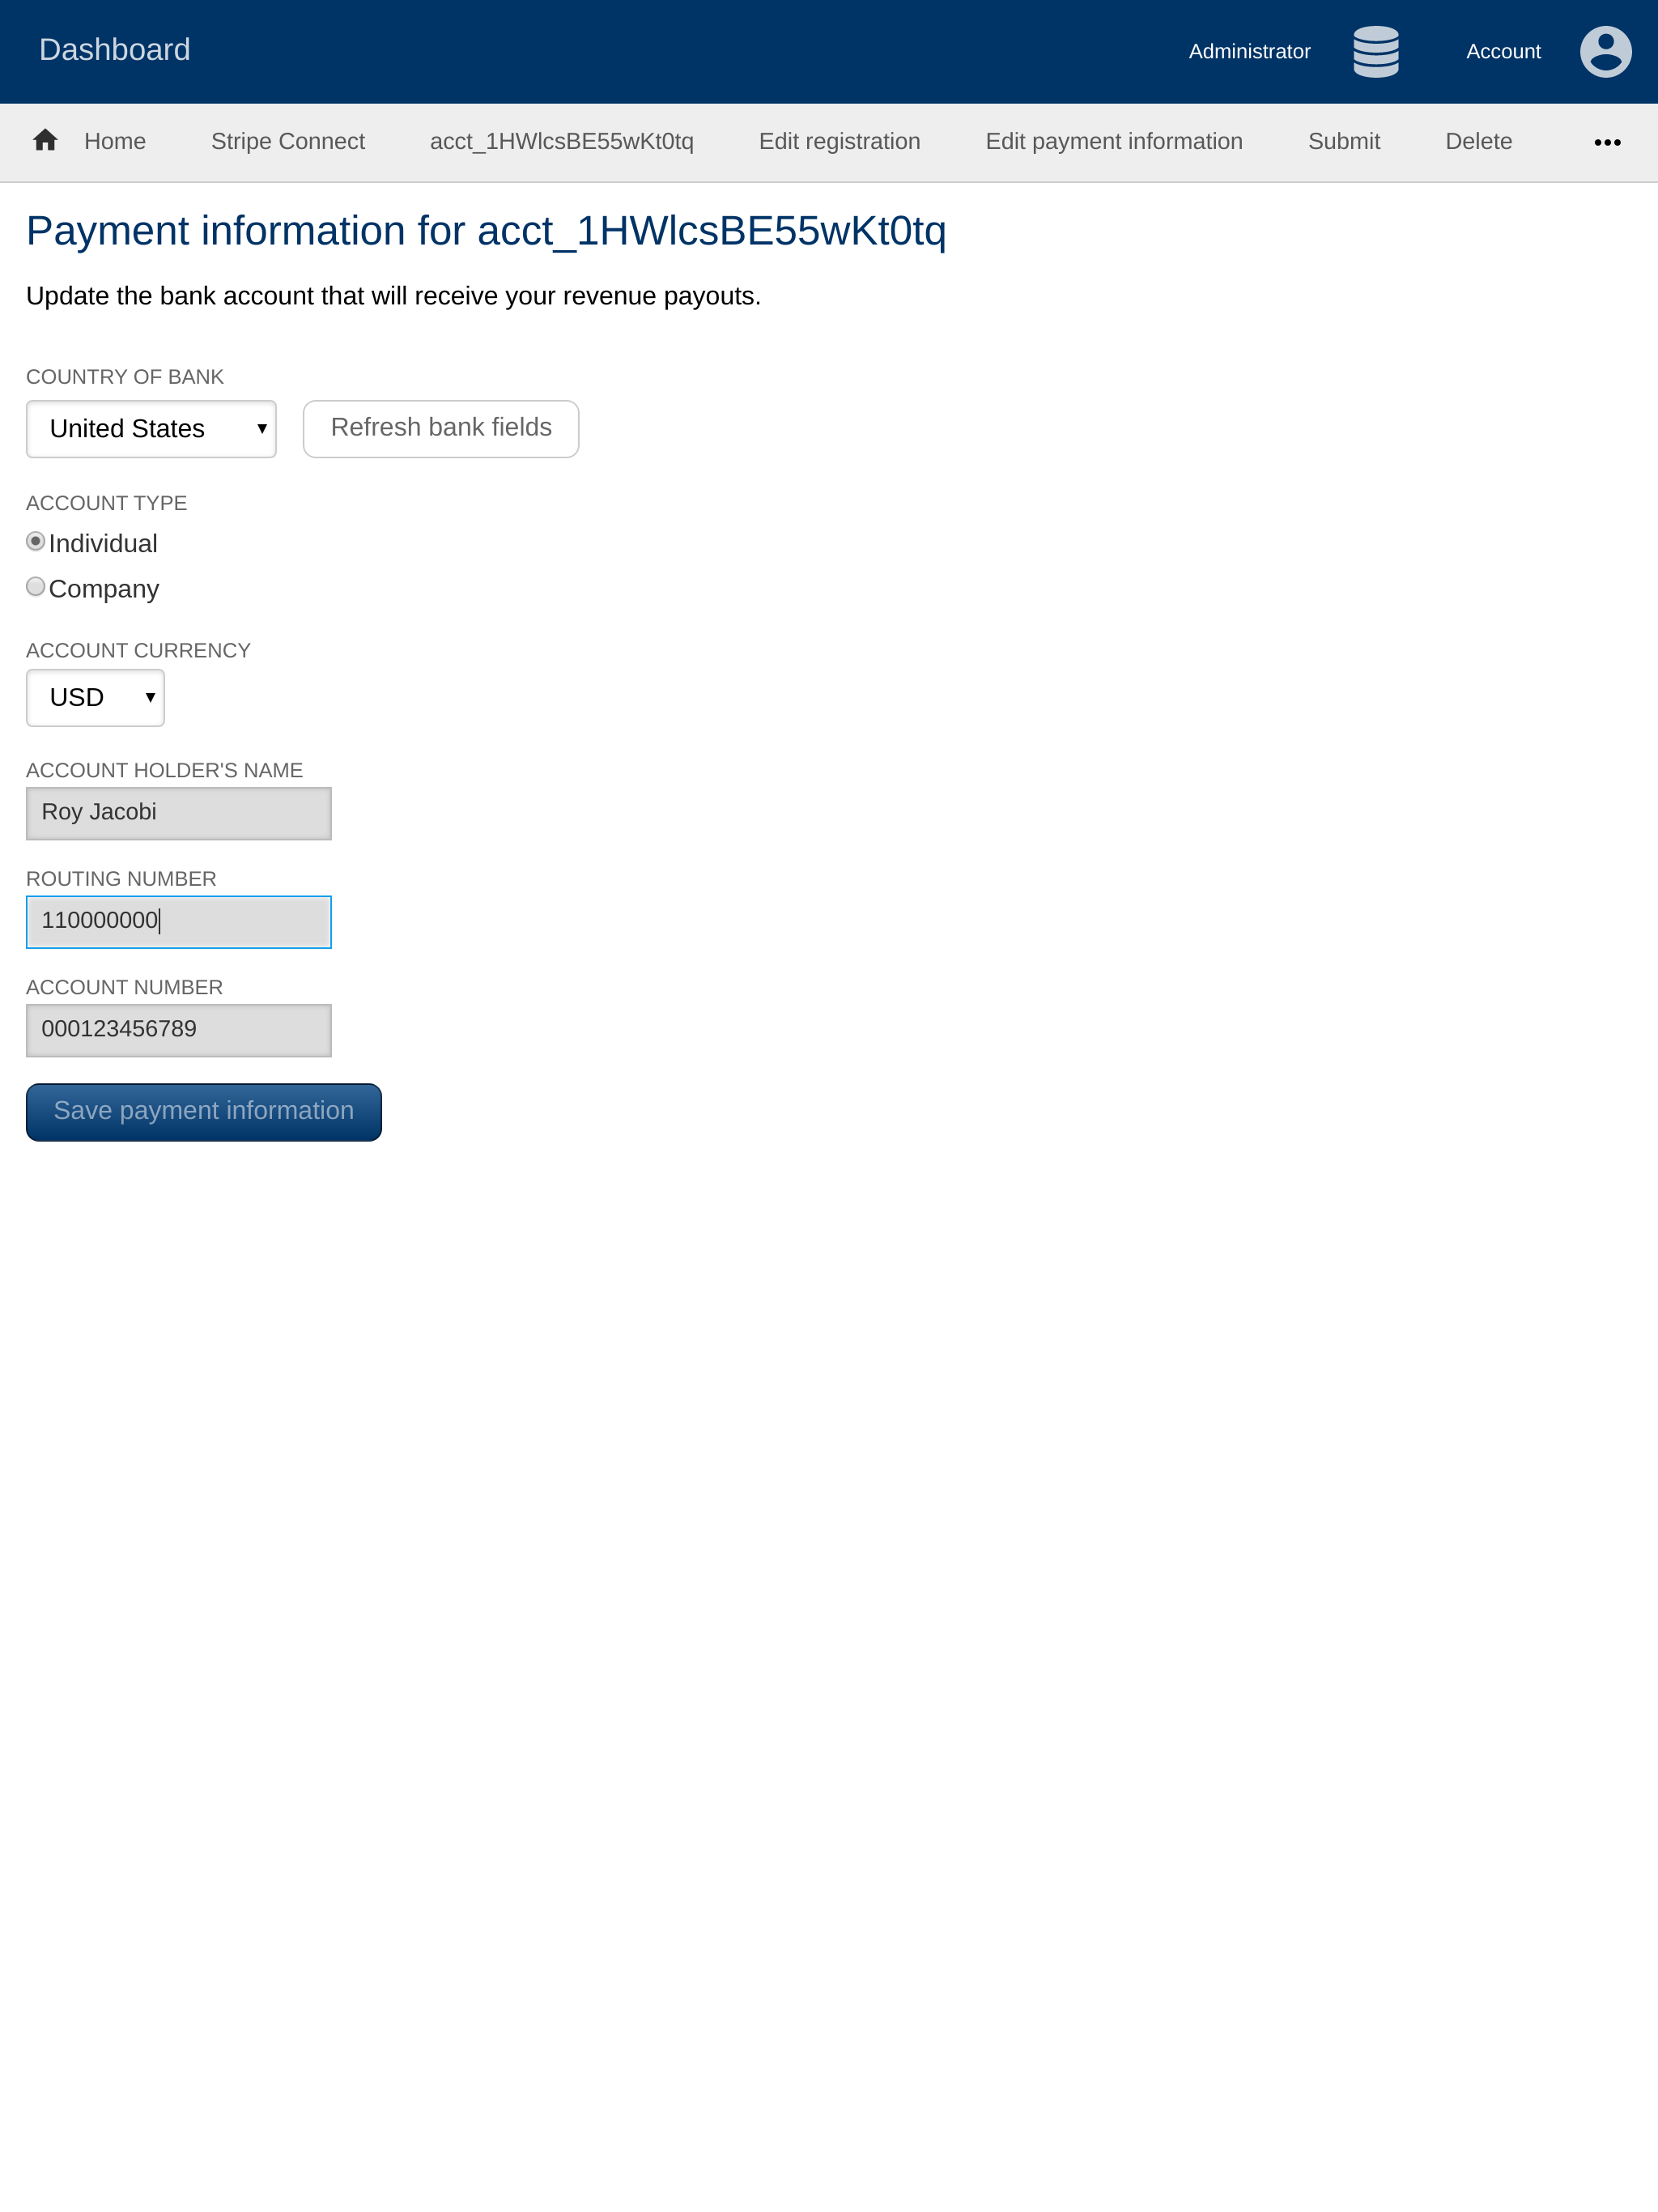 Dashboard Administrator Account
Home Stripe Connect acct_1HWlcsBE55wKt0tq Edit registration Edit payment information Submit Delete •••
Payment information for acct_1HWlcsBE55wKt0tq
Update the bank account that will receive your revenue payouts.
COUNTRY OF BANK
United States Refresh bank fields
ACCOUNT TYPE
Individual
Company
ACCOUNT CURRENCY
USD
ACCOUNT HOLDER'S NAME
Roy Jacobi
ROUTING NUMBER
110000000
ACCOUNT NUMBER
000123456789
Save payment information